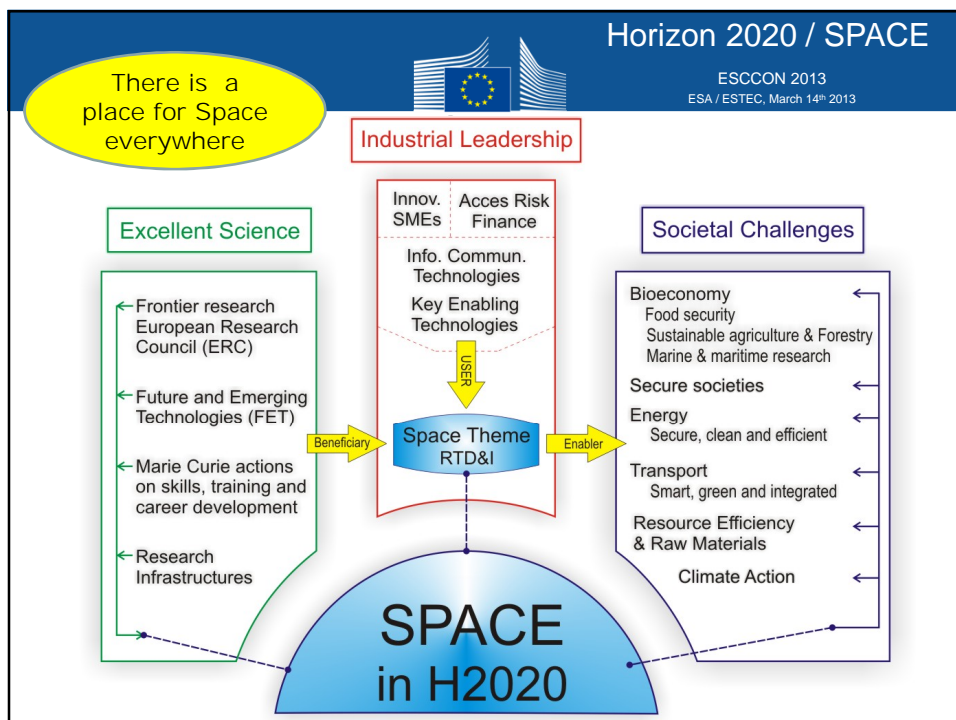 Horizon 2020 / SPACE
ESCCON 2013
ESA / ESTEC, March 14th 2013
There is a
place for Space
everywhere
Industrial Leadership
Innov.
SMEs
Acces Risk
Finance
Info. Commun.
Technologies
Key Enabling
Technologies
USER
Space Theme
RTD&I
Excellent Science
Frontier research
European Research
Council (ERC)
Future and Emerging
Technologies (FET)
Marie Curie actions
on skills, training and
career development
Research
Infrastructures
Beneficiary
Enabler
Societal Challenges
Bioeconomy
Food security
Sustainable agriculture & Forestry
Marine & maritime research
Secure societies
Energy
Secure, clean and efficient
Transport
Smart, green and integrated
Resource Efficiency
& Raw Materials
Climate Action
SPACE
in H2020